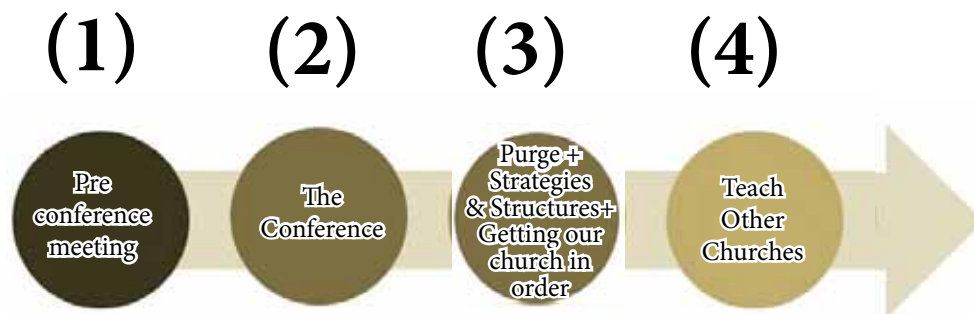 (1) (2) (3) (4)
Pre
conference
meeting
The
Conference
Purge +
Strategies
& Structures+
Getting our
church in
order
Teach
Other
Churches